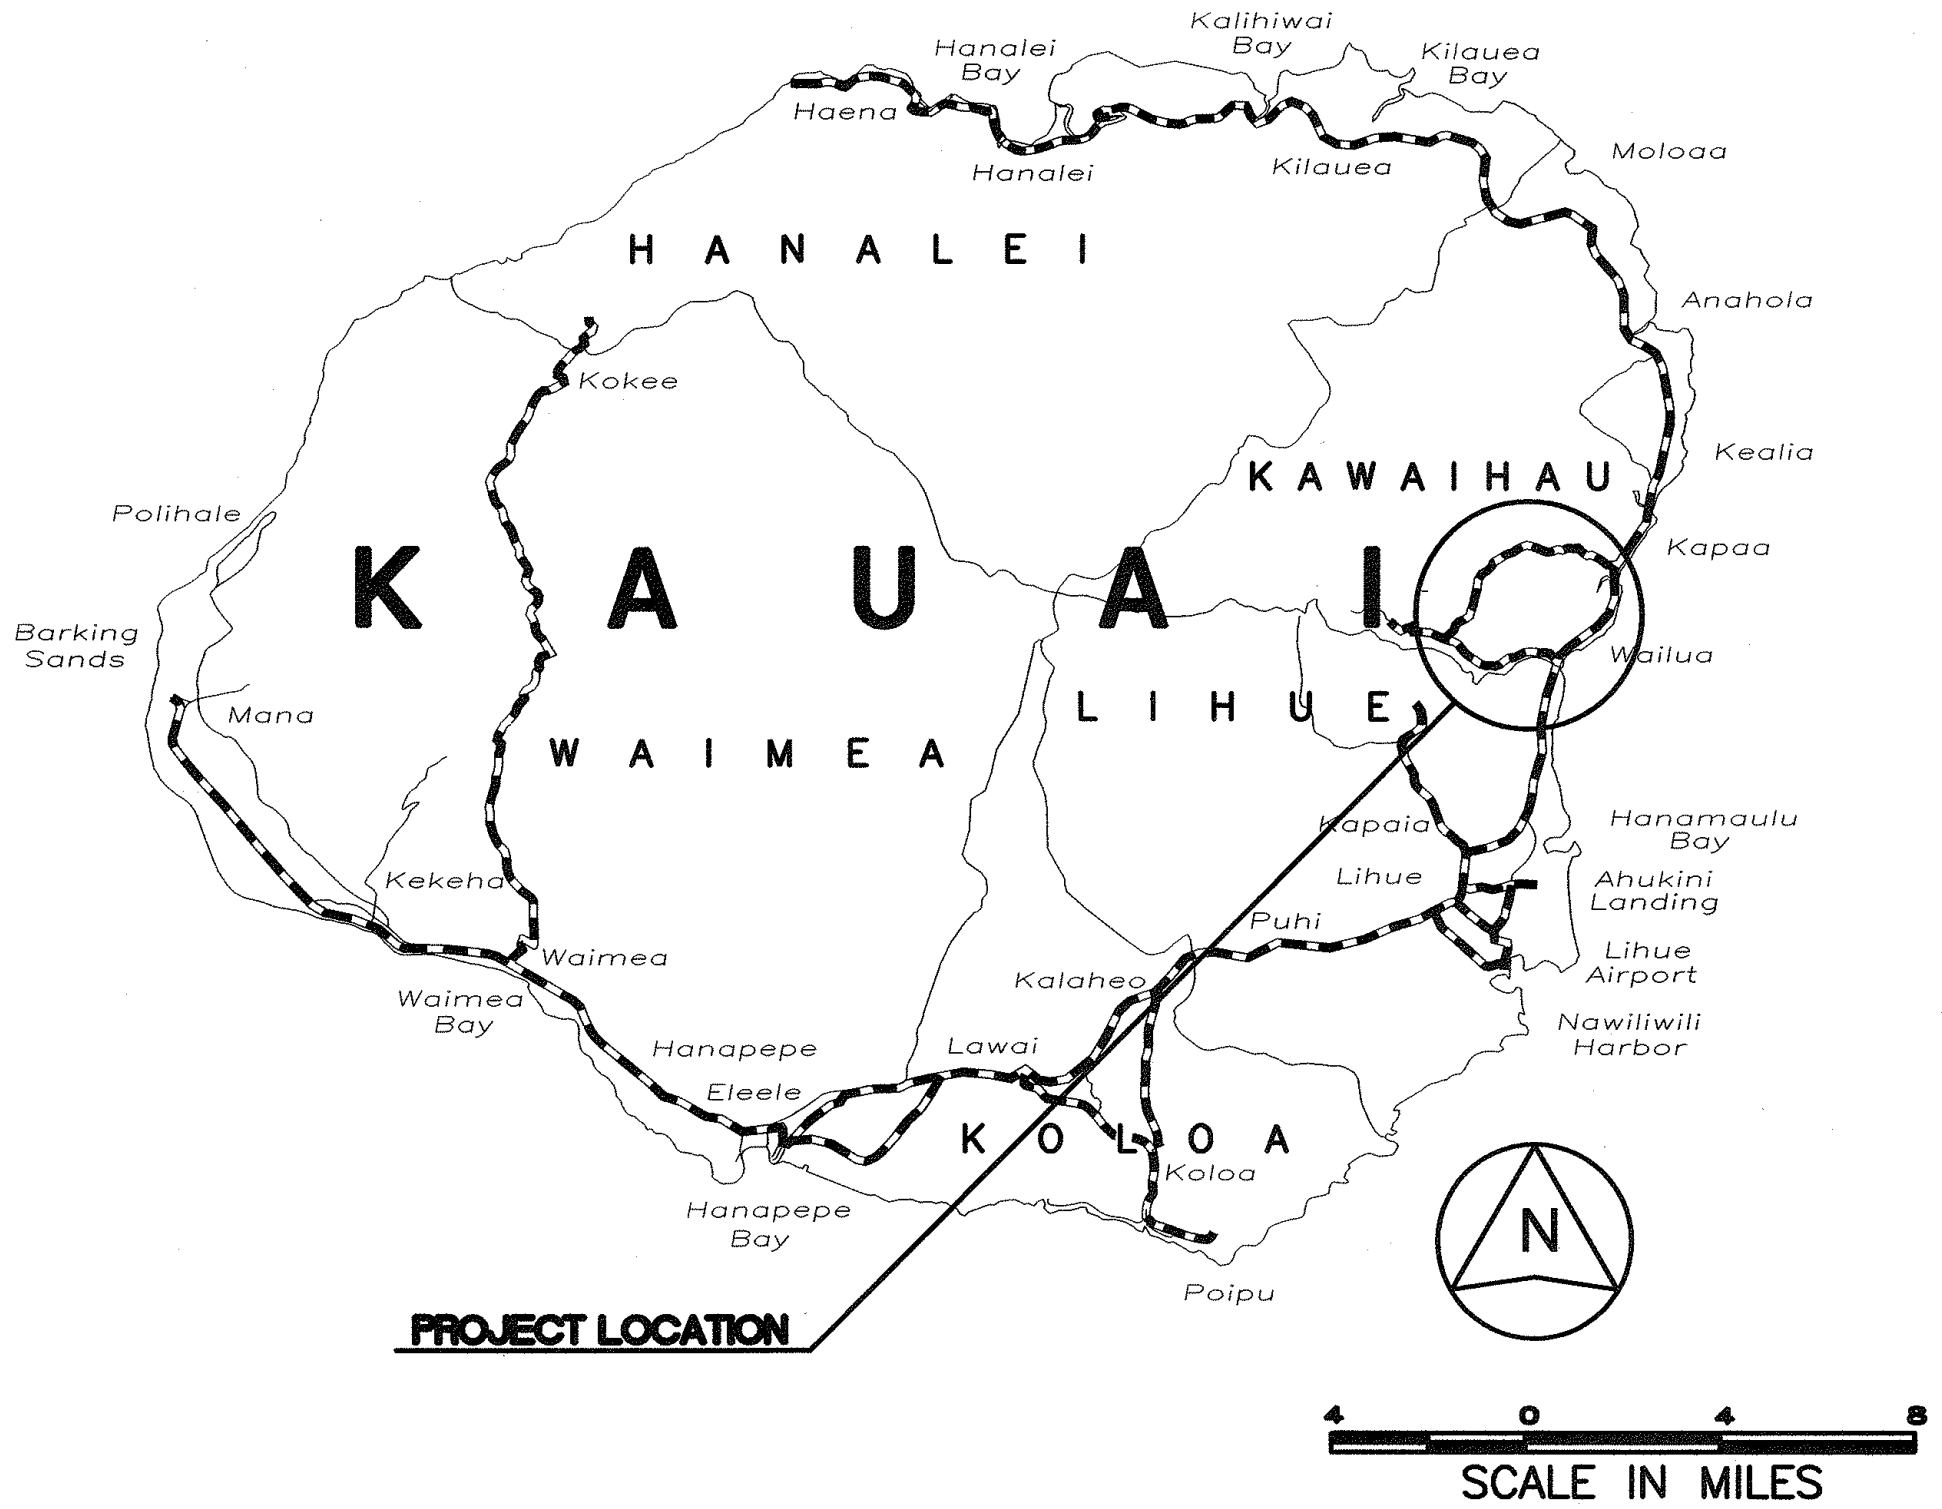 Kalihiwai
Bay
Hanalei
Bay
Kilauea
Bay
Haena
Hanalei
Kilauea
Moloaa
HANALEI
Anahola
Kokee
Kealia
KAWAIHAU
Polihale
Kapaa
KAUAI
Barking
Sands
Wailua
Mana
LIHUE
WAIMEA
Kapaia
Hanamaulu
Bay
Kekeha
Lihue
Ahukini
Landing
Puhi
Waimea
Lihue
Airport
Kalaheo
Waimea
Bay
Nawiliwili
Harbor
Hanapepe
Lawai
Eleele
KOLOA
Koloa
Hanapepe
Bay
N
Poipu
PROJECT LOCATION
4 0 4 8
SCALE IN MILES